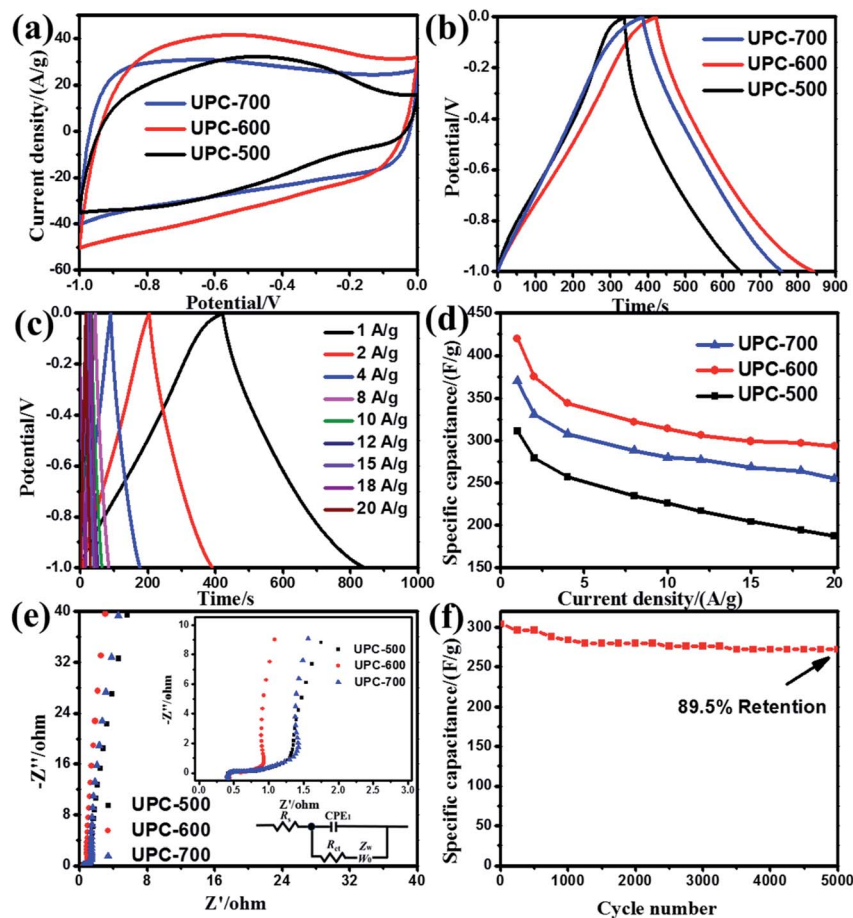 (a)
Current density/(A/g)
40
20
0
-20
-40
-60
UPC-700
UPC-600
UPC-500
-1.0
-0.8
-0.6
-0.4
-0.2
0.0
Potential/V
(b)
Potential/V
0.0
-0.2
-0.4
-0.6
-0.8
-1.0
UPC-700
UPC-600
UPC-500
0 100 200 300 400 500 600 700 800 900
Time/s
(c)
Potential/V
0.0
-0.2
-0.4
-0.6
-0.8
-1.0
1 A/g
2 A/g
4 A/g
8 A/g
10 A/g
12 A/g
15 A/g
18 A/g
20 A/g
0 200 400 600 800 1000
Time/s
(d)
Specific capacitance/(F/g)
450
400
350
300
250
200
150
UPC-700
UPC-600
UPC-500
0 5 10 15 20
Current density/(A/g)
(e)
-Z''/ohm
40
32
24
16
8
0
-Z''/ohm
10
8
6
4
2
0
UPC-500
UPC-600
UPC-700
0.0 0.5 1.0 1.5 2.0 2.5 3.0
Z'/ohm
UPC-500
UPC-600
UPC-700
Rs
CPE1
Rct
Zw
W0
0 8 16 24 32 40
Z'/ohm
(f)
Specific capacitance/(F/g)
300
250
200
150
100
50
0
89.5% Retention
0 1000 2000 3000 4000 5000
Cycle number